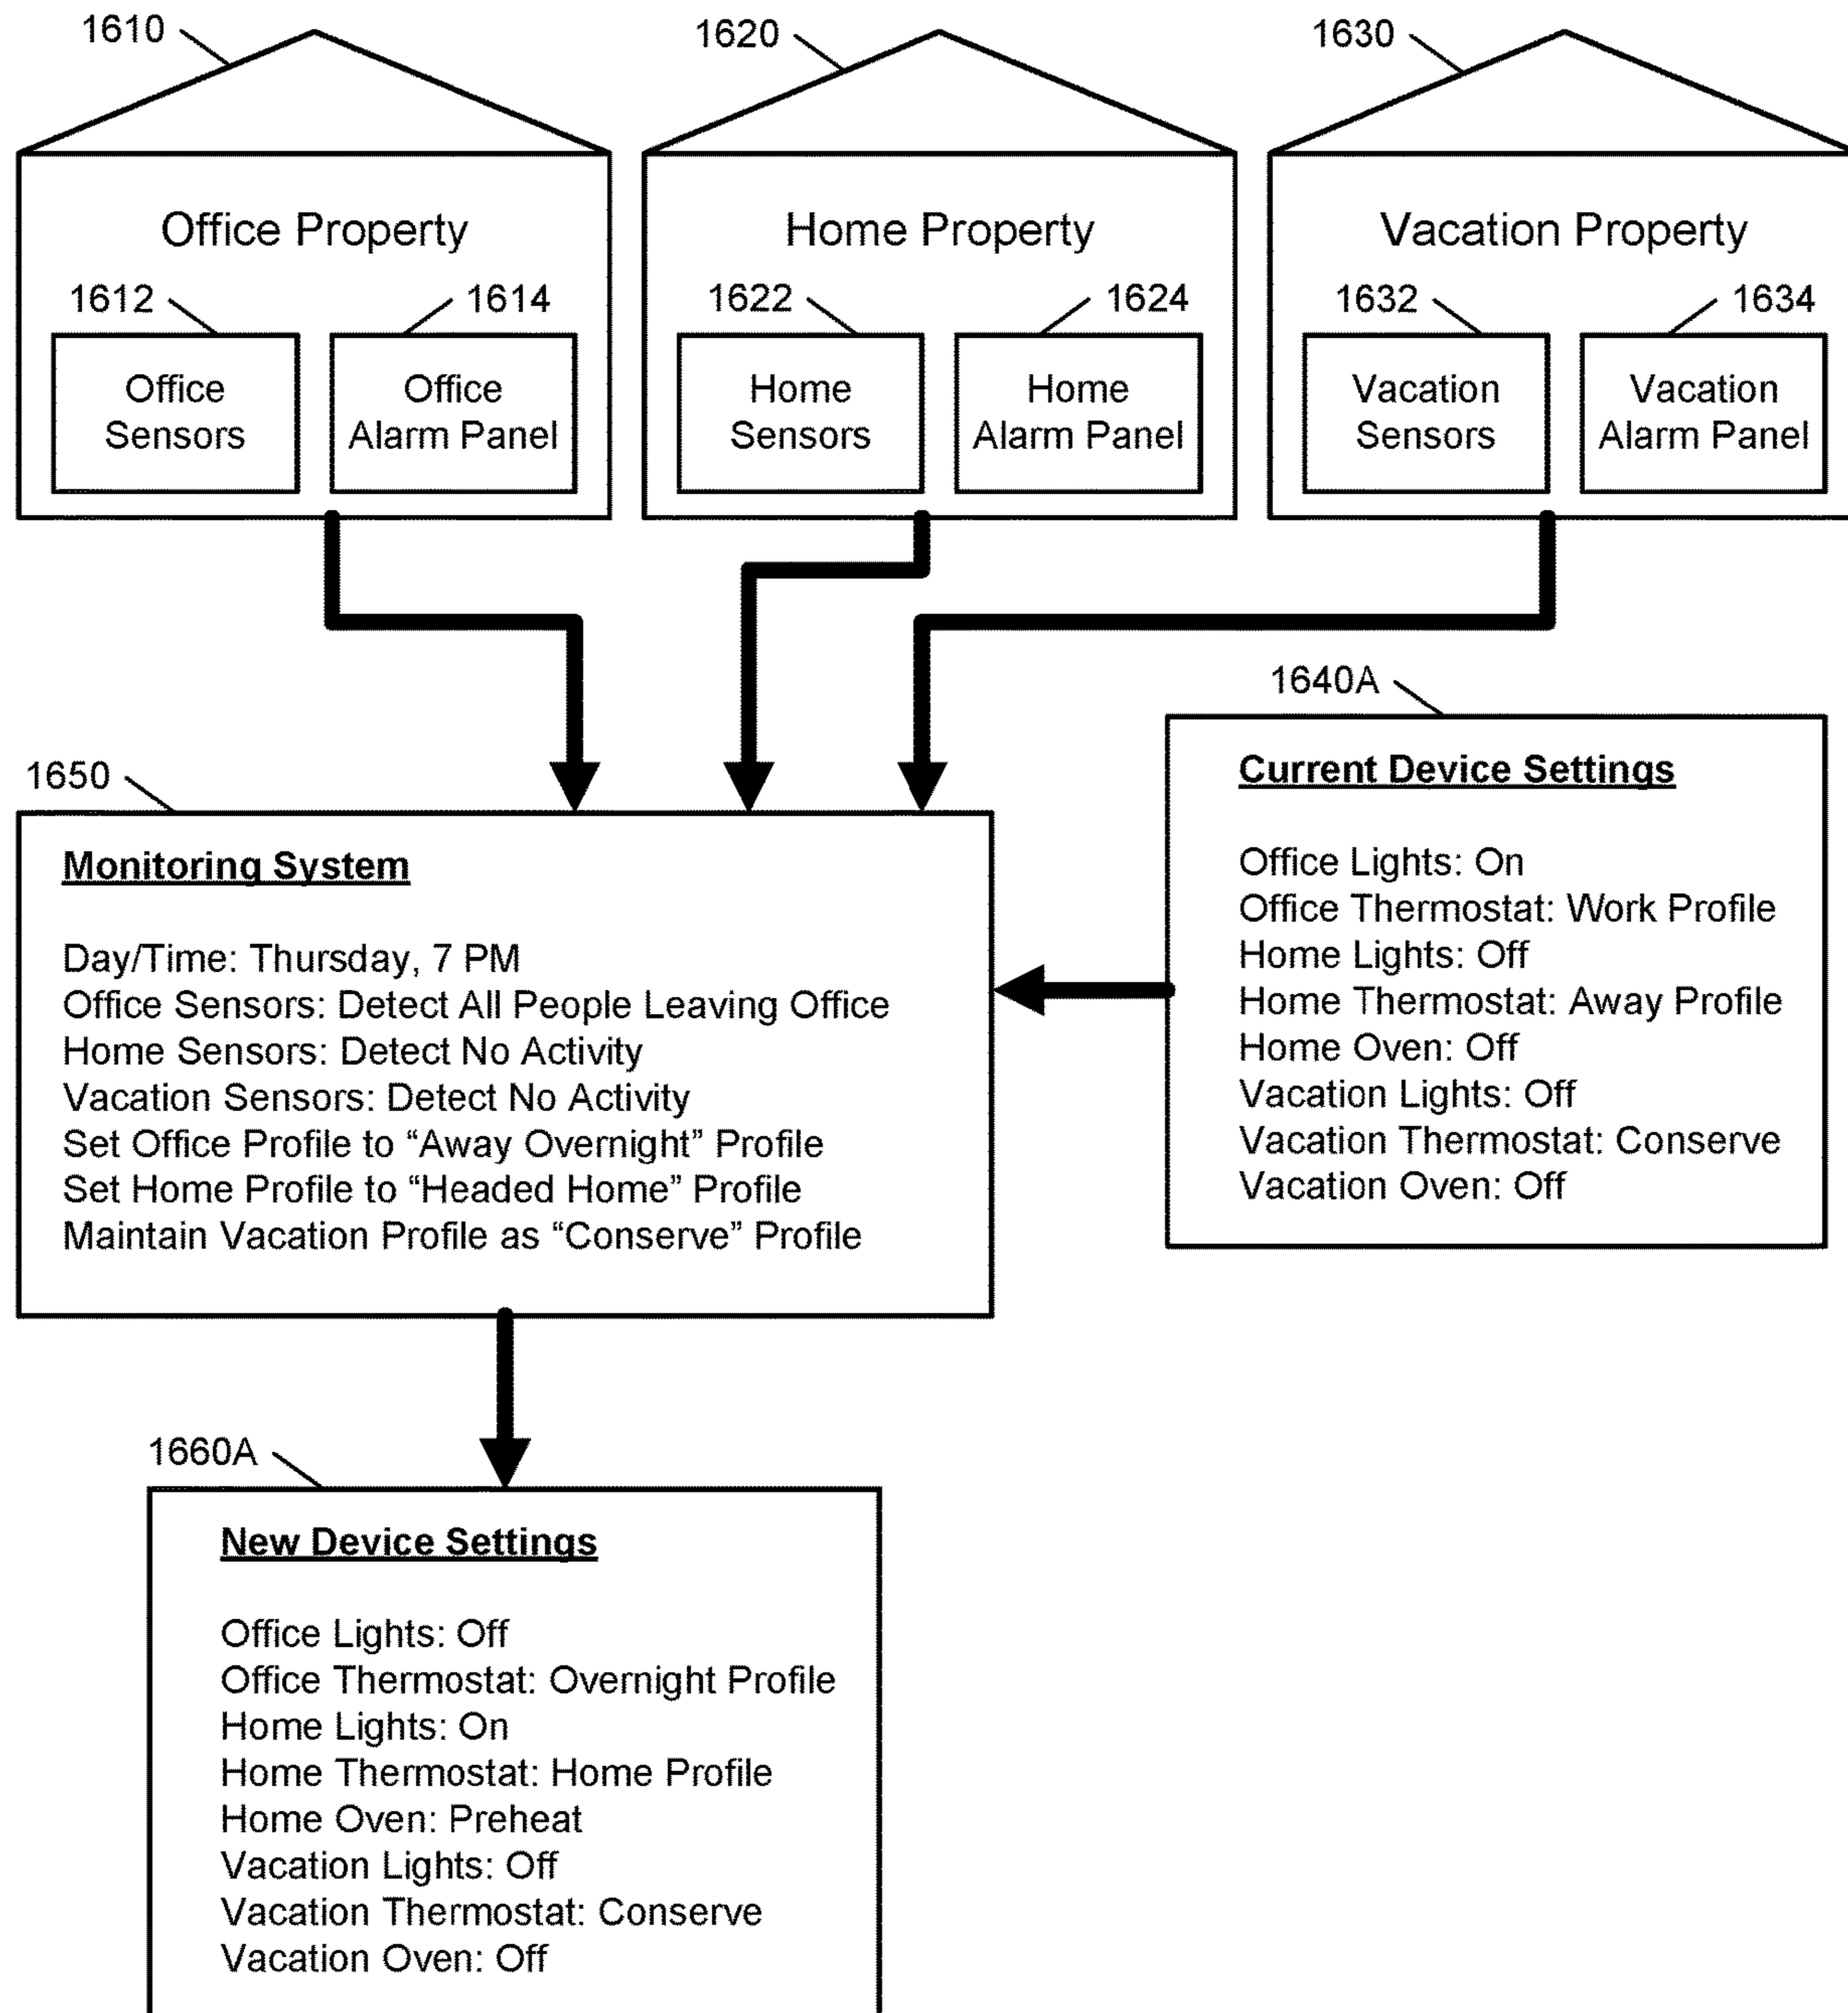 1610
1620
1630
Office Property
Home Property
Vacation Property
1612
1614
1622
1624
1632
1634
Office
Sensors
Office
Alarm Panel
Home
Sensors
Home
Alarm Panel
Vacation
Sensors
Vacation
Alarm Panel
1640A
Current Device Settings
Office Lights: On
Office Thermostat: Work Profile
Home Lights: Off
Home Thermostat: Away Profile
Home Oven: Off
Vacation Lights: Off
Vacation Thermostat: Conserve
Vacation Oven: Off
1650
Monitoring System
Day/Time: Thursday, 7 PM
Office Sensors: Detect All People Leaving Office
Home Sensors: Detect No Activity
Vacation Sensors: Detect No Activity
Set Office Profile to “Away Overnight” Profile
Set Home Profile to “Headed Home” Profile
Maintain Vacation Profile as “Conserve” Profile
1660A
New Device Settings
Office Lights: Off
Office Thermostat: Overnight Profile
Home Lights: On
Home Thermostat: Home Profile
Home Oven: Preheat
Vacation Lights: Off
Vacation Thermostat: Conserve
Vacation Oven: Off